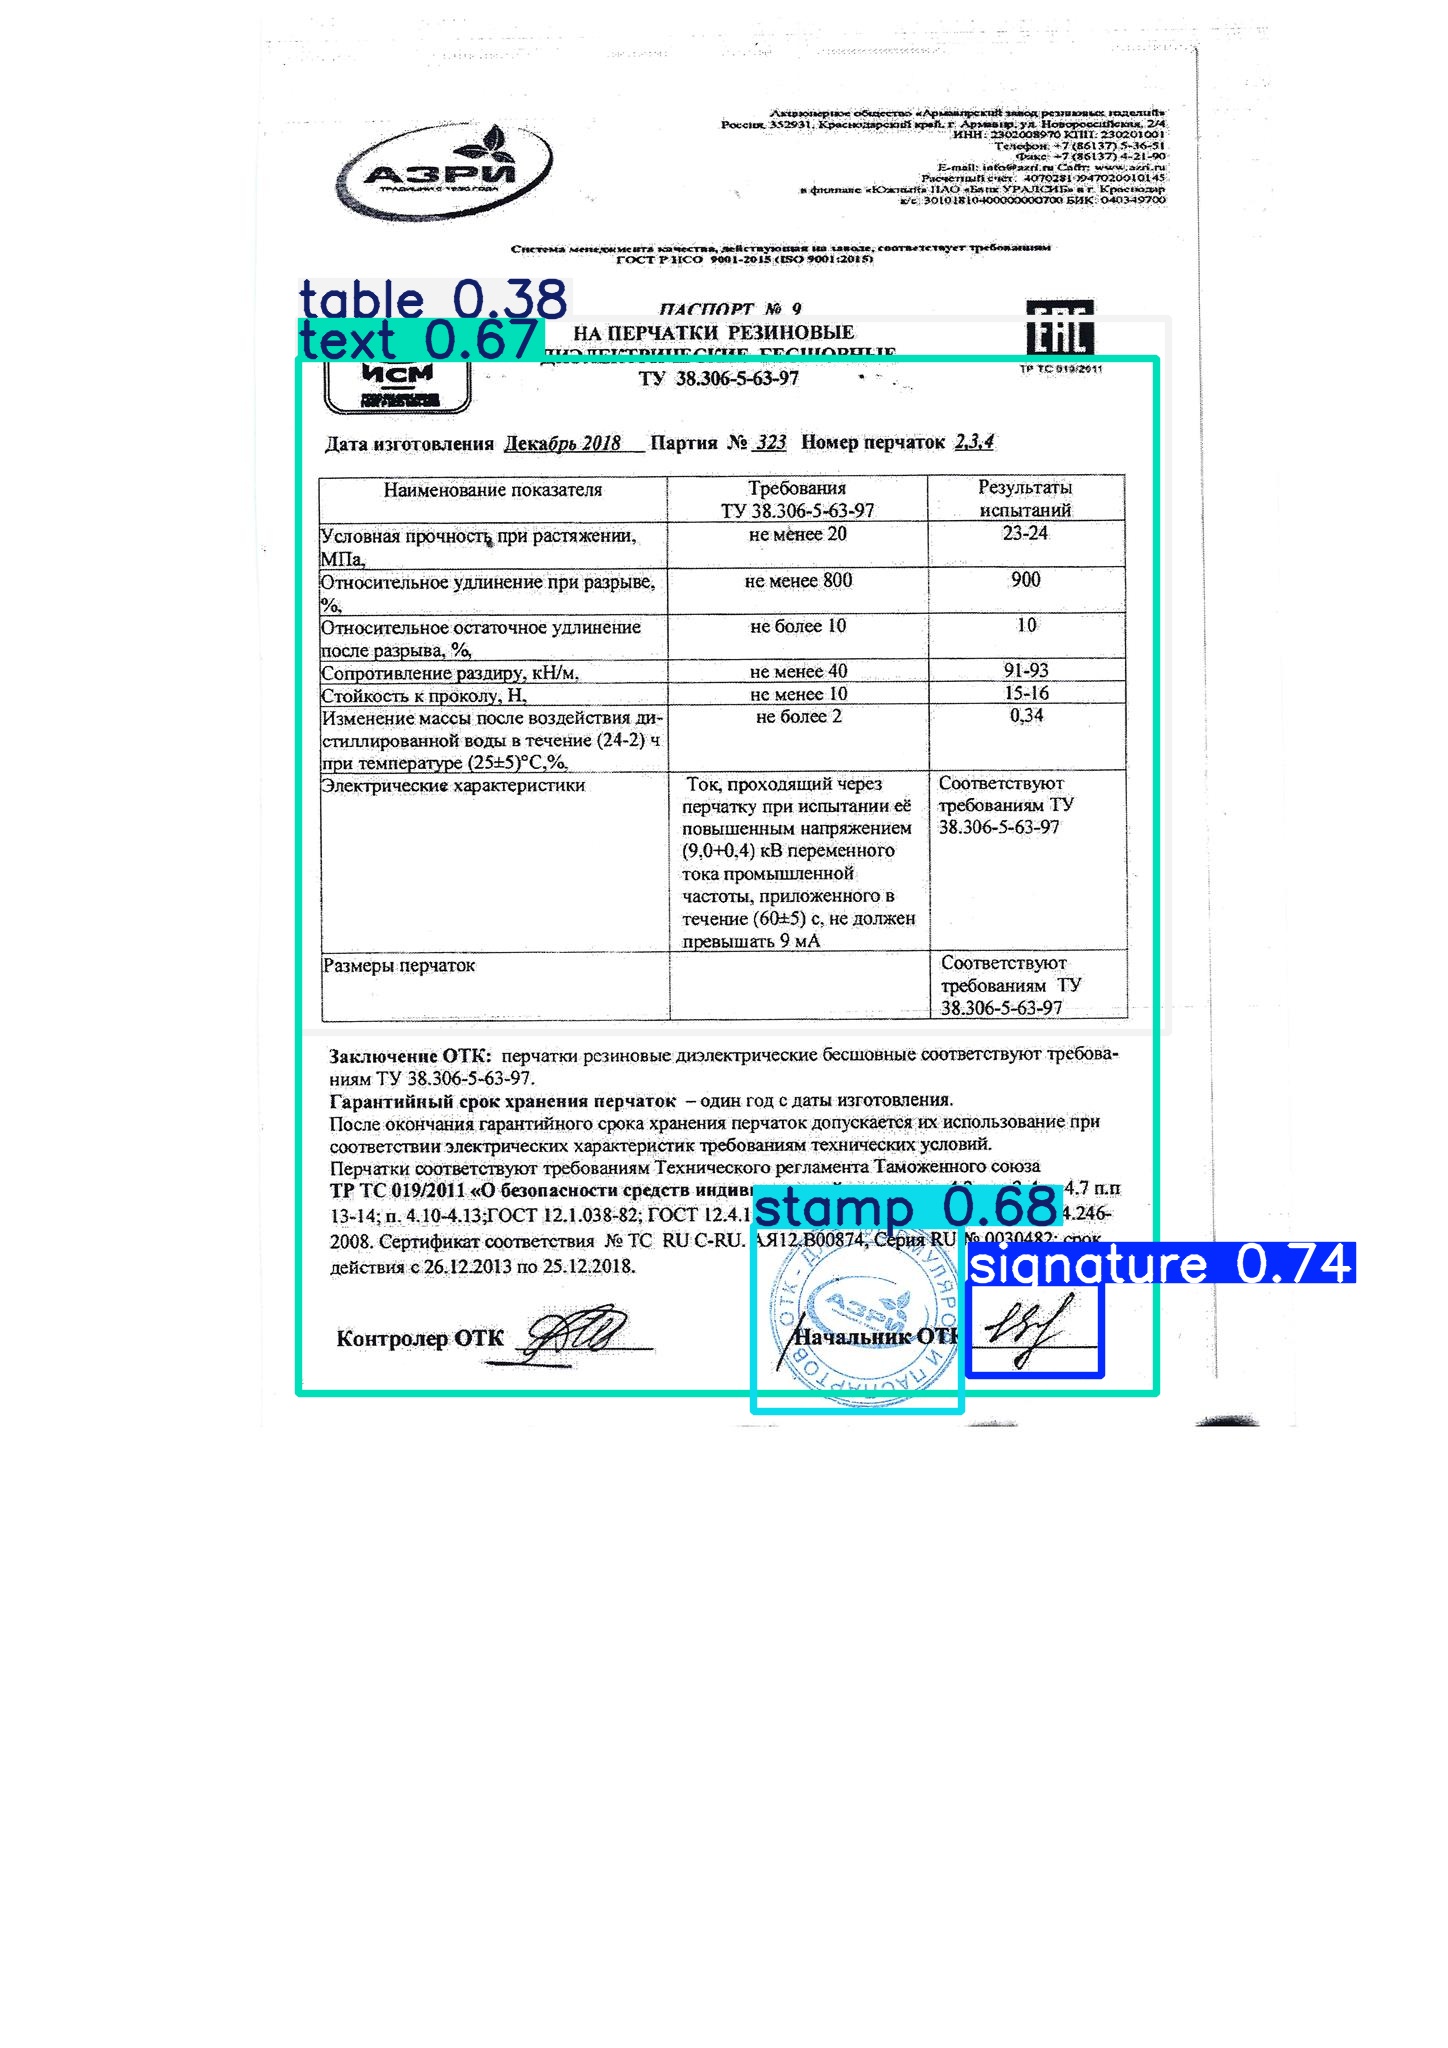 АЗРИ
ТРАДИЦИИ С 1930 ГОДА
Акционерное общество «Армавирский завод резиновых изделий»
Россия, 352931, Краснодарский край, г. Армавир, ул. Новороссийская, 2/4
ИНН: 2302008970 КПП: 230201001
Телефон: +7 (86137) 5-36-51
Факс: +7 (86137) 4-21-90
E-mail: info@azri.ru Сайт: www.azri.ru
Расчетный счёт:
в филиале «Южный» ПАО «Банк УРАЛСИБ» в г. Краснодар
к/с: 30101810400000000700 БИК: 040349700
Система менеджмента качества, действующая на заводе, соответствует требованиям
ГОСТ Р ИСО 9001-2015 (ISO 9001:2015)
table 0.38
text 0.67
ПАСПОРТ № 9
НА ПЕРЧАТКИ РЕЗИНОВЫЕ
ДИЭЛЕКТРИЧЕСКИЕ БЕСШОВНЫЕ
ТУ 38.306-5-63-97
ИСМ
EAC
ТР ТС 019/2011
Дата изготовления Декабрь 2018 Партия № 323 Номер перчаток 2,3,4
Наименование показателя
Требования
ТУ 38.306-5-63-97
Результаты
испытаний
Условная прочность при растяжении,
МПа,
не менее 20
23-24
Относительное удлинение при разрыве,
%,
не менее 800
900
Относительное остаточное удлинение
после разрыва, %,
не более 10
10
Сопротивление раздиру, кН/м,
не менее 40
91-93
Стойкость к проколу, Н,
не менее 10
15-16
Изменение массы после воздействия ди-
стиллированной воды в течение (24-2) ч
при температуре (25±5)°С,%,
не более 2
0,34
Электрические характеристики
Ток, проходящий через
перчатку при испытании её
повышенным напряжением
(9,0+0,4) кВ переменного
тока промышленной
частоты, приложенного в
течение (60±5) с, не должен
превышать 9 мА
Соответствуют
требованиям ТУ
38.306-5-63-97
Размеры перчаток
Соответствуют
требованиям ТУ
38.306-5-63-97
Заключение ОТК: перчатки резиновые диэлектрические бесшовные соответствуют требова-
ниям ТУ 38.306-5-63-97.
Гарантийный срок хранения перчаток – один год с даты изготовления.
После окончания гарантийного срока хранения перчаток допускается их использование при
соответствии электрических характеристик требованиям технических условий.
Перчатки соответствуют требованиям Технического регламента Таможенного союза
ТР ТС 019/2011 «О безопасности средств 4.7 п.п
13-14; п. 4.10-4.13;ГОСТ 12.1.038-82; ГОСТ 12.4.1 4.246-
2008. Сертификат соответствия № ТС RU C-RU. АЯ12.В00874, Серия RU № 0030482; срок
действия с 26.12.2013 по 25.12.2018.
stamp 0.68
signature 0.74
Контролер ОТК
Начальник ОТК
ОТК - ДЛЯ ФОРМУЛЯРОВ И ПАСПАРТОВ
АЗРИ